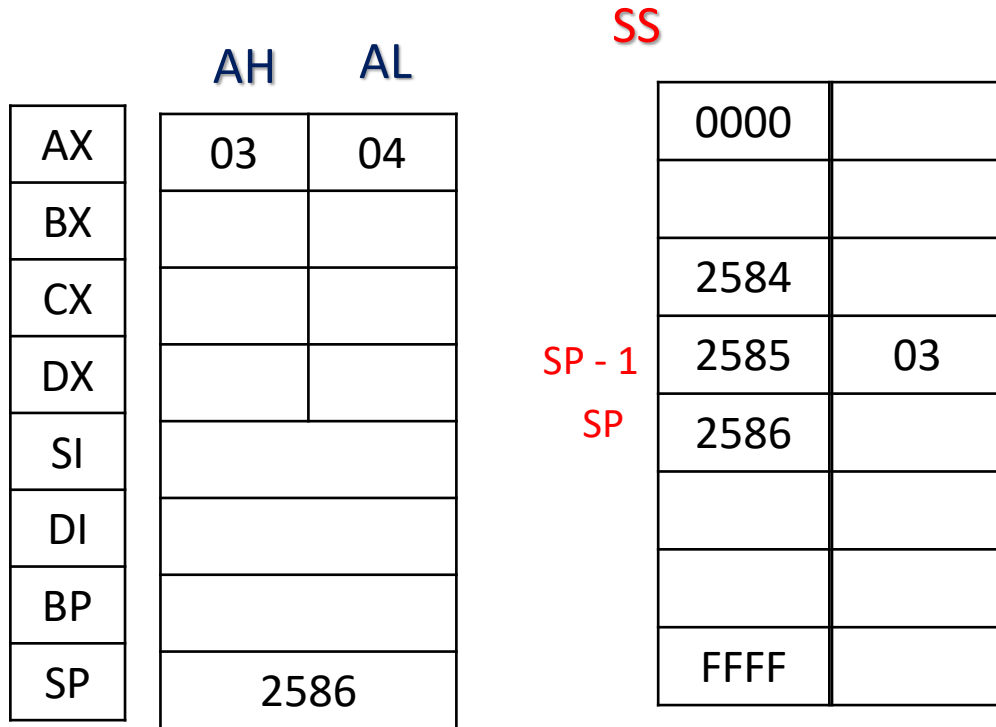 SS
AH AL
AX 03 04
BX
CX
DX
SI
DI
BP
SP 2586
0000
2584
SP - 1 2585 03
SP 2586
FFFF